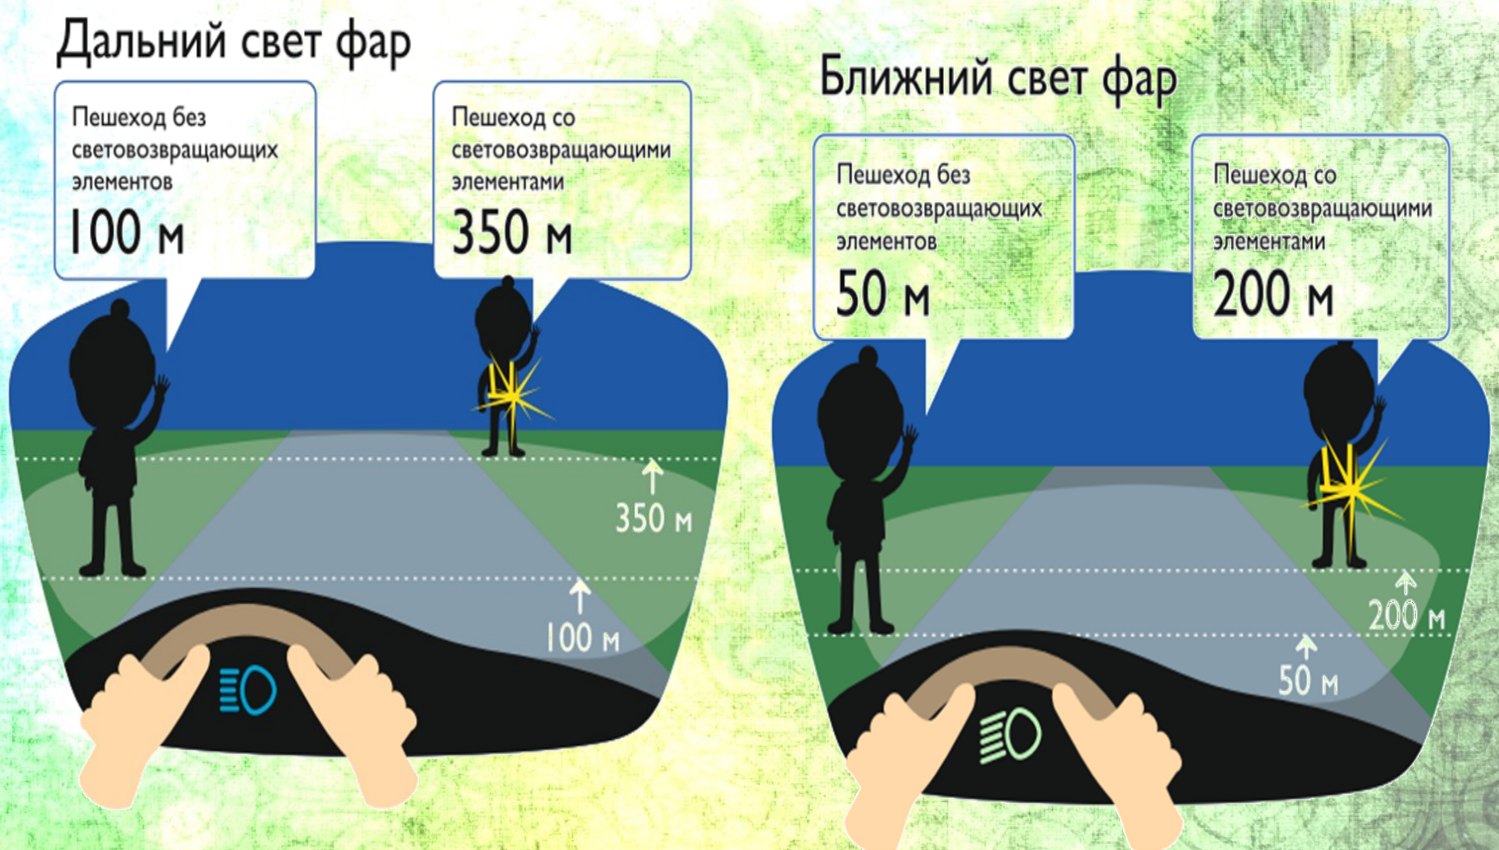 Дальний свет фар
Пешеход без
световозвращающих
элементов
100 м
Пешеход со
световозвращающими
элементами
350 м
350 м
100 м
Ближний свет фар
Пешеход без
световозвращающих
элементов
50 м
Пешеход со
световозвращающими
элементами
200 м
200 м
50 м